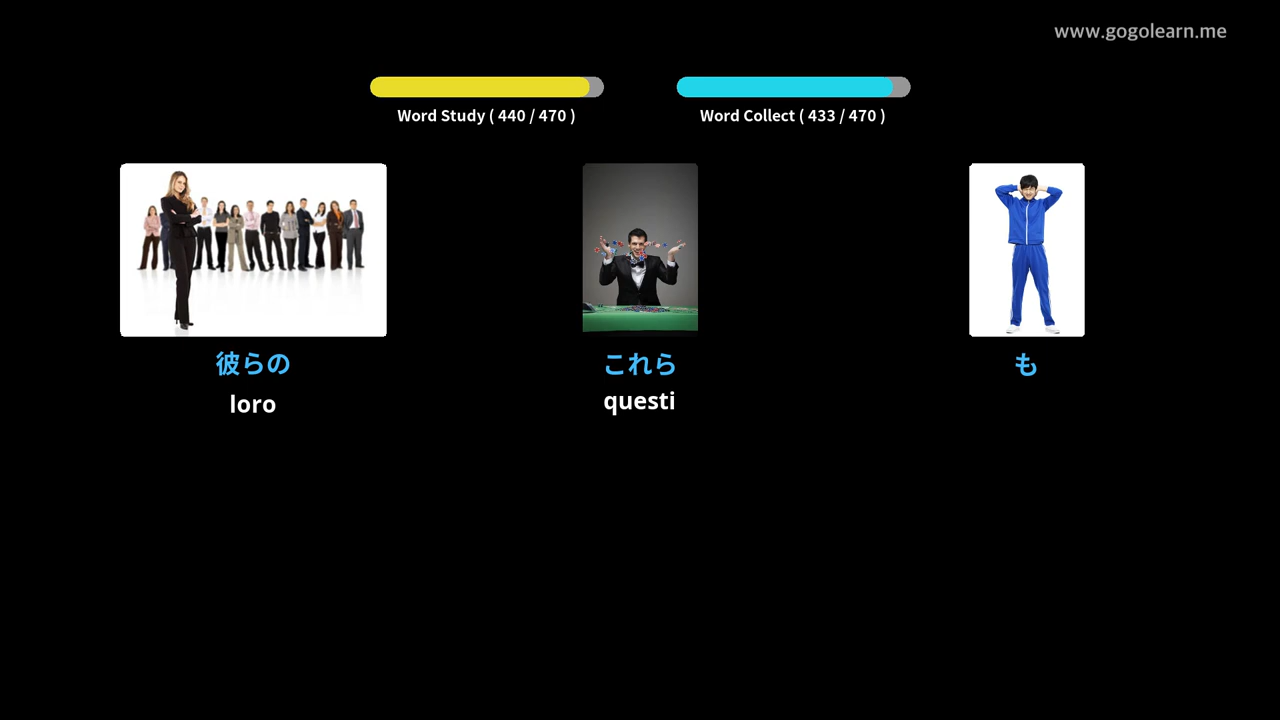 www.gogolearn.me
Word Study ( 440 / 470 )
Word Collect ( 433 / 470 )
彼らの
これら
も
loro
questi